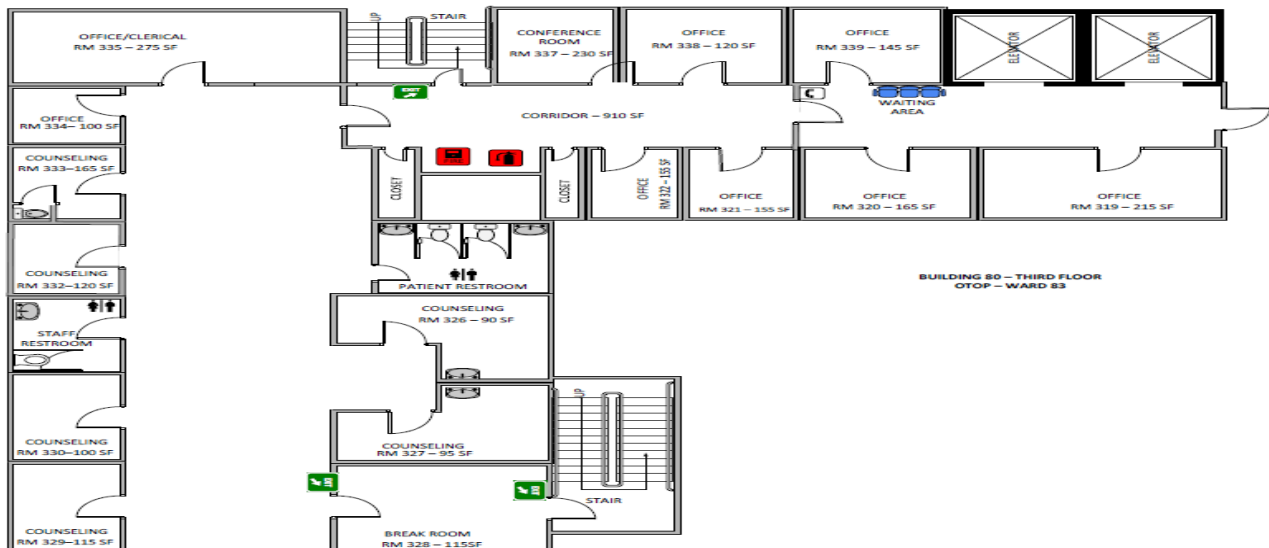 UP
STAIR
OFFICE/CLERICAL
RM 335 – 275 SF
CONFERENCE
ROOM
RM 337 – 230 SF
OFFICE
RM 338 – 120 SF
OFFICE
RM 339 – 145 SF
ELEVATOR
ELEVATOR
EXIT
WAITING
AREA
CORRIDOR – 910 SF
OFFICE
RM 334– 100 SF
COUNSELING
RM 333–165 SF
FIRE
CLOSET
CLOSET
OFFICE
RM 322 – 155 SF
OFFICE
RM 321 – 155 SF
OFFICE
RM 320 – 165 SF
OFFICE
RM 319 – 215 SF
COUNSELING
RM 332–120 SF
PATIENT RESTROOM
BUILDING 80 – THIRD FLOOR
OTOP – WARD 83
COUNSELING
RM 326 – 90 SF
STAFF
RESTROOM
UP
COUNSELING
RM 330–100 SF
COUNSELING
RM 327 – 95 SF
EXIT
EXIT
STAIR
COUNSELING
RM 329–115 SF
BREAK ROOM
RM 328 – 115SF